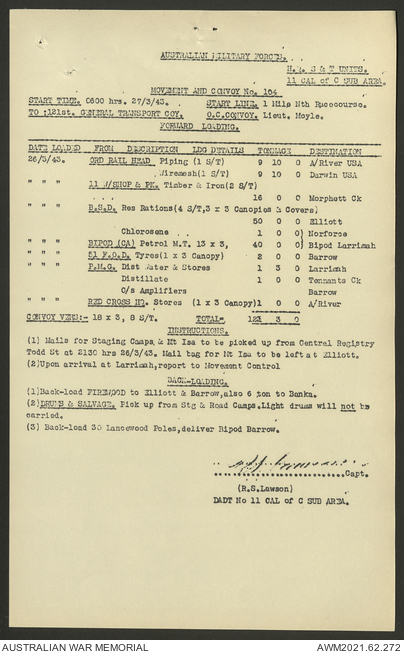 AUSTRALIAN MILITARY FORCES.
H.Q. S & T UNITS.
11 CAL of C SUB AREA.
MOVEMENT AND CONVOY No. 104
START TIME. 0600 hrs. 27/3/43. START LINE. 1 Mile Nth Racecourse.
TO :121st. GENERAL TRANSPORT COY. O.C.CONVOY. Lieut. Moyle.
FORWARD LOADING.
DATE LOADED FROM DESCRIPTION LDG DETAILS TONNAGE DESTINATION
26/3/43. ORD RAIL HEAD Piping (1 S/T) 9 10 0 A/River USA
" " " Wiremesh(1 S/T) 9 10 0 Darwin USA
" " " 11 W/SHOP & PK. Timber & Iron(2 S/T)
16 0 0 Morphett Ck
" " " B.S.D. Res Rations(4 S/T,3 x 3 Canopies & Covers)
50 0 0 Elliott
Chlorosene . . 1 0 0) Norforce
" " " BIPOD (CA) Petrol M.T. 13 x 3, 40 0 0) Bipod Larrimah
" " " 51 F.O.D. Tyres(1 x 3 Canopy) 2 0 0 Barrow
" " " P.M.G. Dist Water & Stores 1 3 0 Larrimah
Distillate 1 0 0 Tennants Ck
O/s Amplifiers Barrow
" " " RED CROSS HQ. Stores (1 x 3 Canopy)1 0 0 A/River
CONVOY VEHS:- 18 x 3, 8 S/T. TOTAL- 3 0
INSTRUCTIONS.
(1) Mails for Staging Camps, & Mt Isa to be picked up from Central Registry
Todd St at 2130 hrs 26/3/43. Mail bag for Mt Isa to be left at Elliott.
(2)Upon arrival at Larrimah, report to Movement Control
BACK-LOADING.
(1)Back-load FIREWOOD to Elliott & Barrow,also 6 ton to Banka.
(2)DRUMS & SALVAGE. Pick up from Stg & Road Camps.Light drums will not be
carried.
(3) Back-load 30 Lancewood Poles,deliver Bipod Barrow.
Capt.
(R.S.Lawson)
DADT No 11 CAL of C SUB AREA.
AUSTRALIAN WAR MEMORIAL AWM2021.62.272